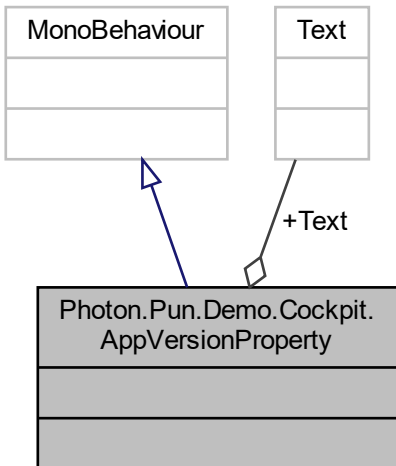 MonoBehaviour
Text
+Text
Photon.Pun.Demo.Cockpit.
AppVersionProperty